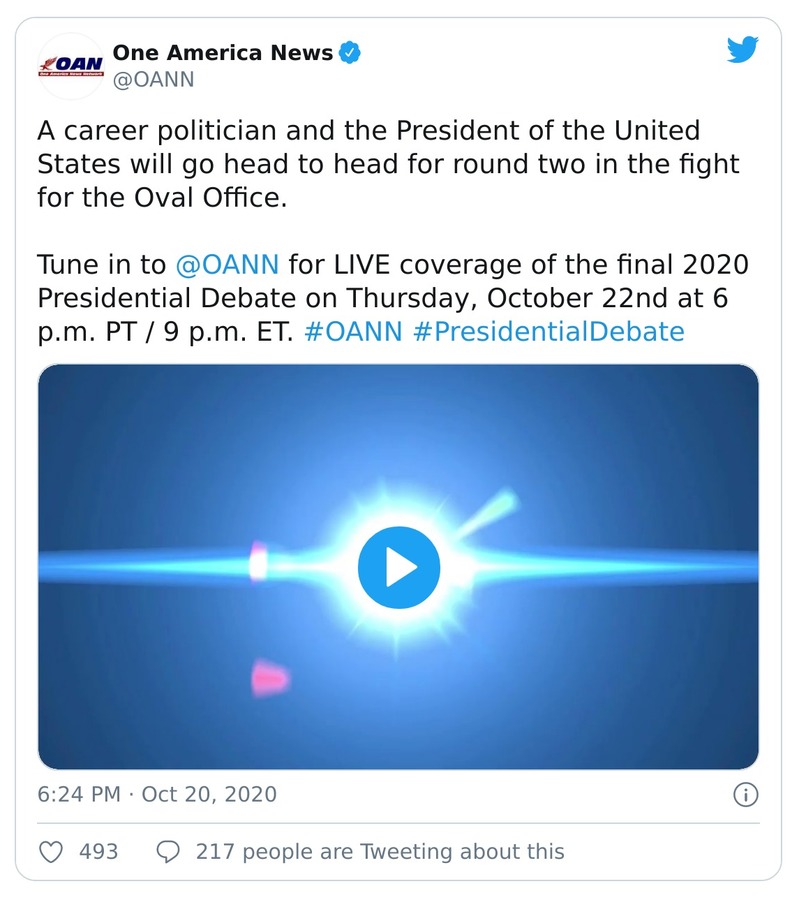 OAN
One America News Network
One America News
@OANN
A career politician and the President of the United
States will go head to head for round two in the fight
for the Oval Office.
Tune in to @OANN for LIVE coverage of the final 2020
Presidential Debate on Thursday, October 22nd at 6
p.m. PT / 9 p.m. ET. #OANN #PresidentialDebate
6:24 PM · Oct 20, 2020
493
217 people are Tweeting about this